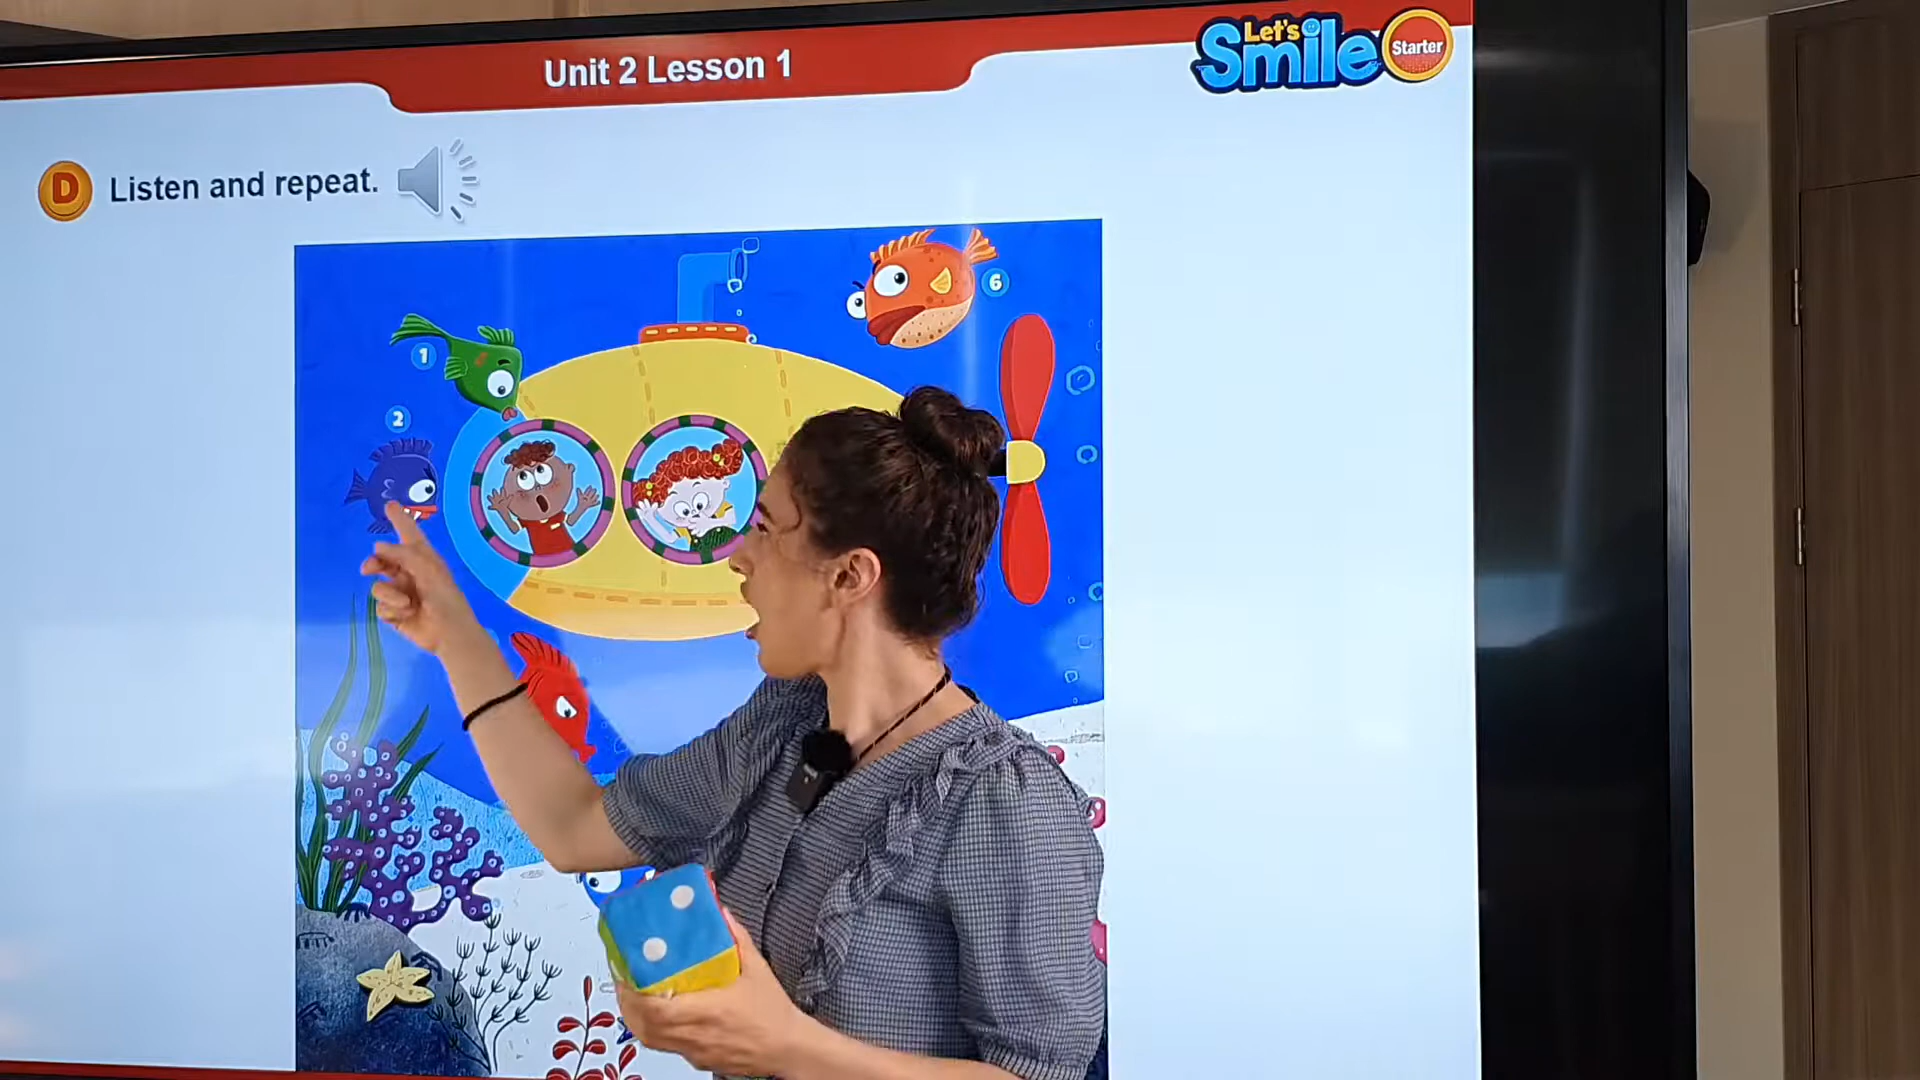 Unit 2 Lesson 1
Let's
Smile
Starter
D Listen and repeat.
6
1
2